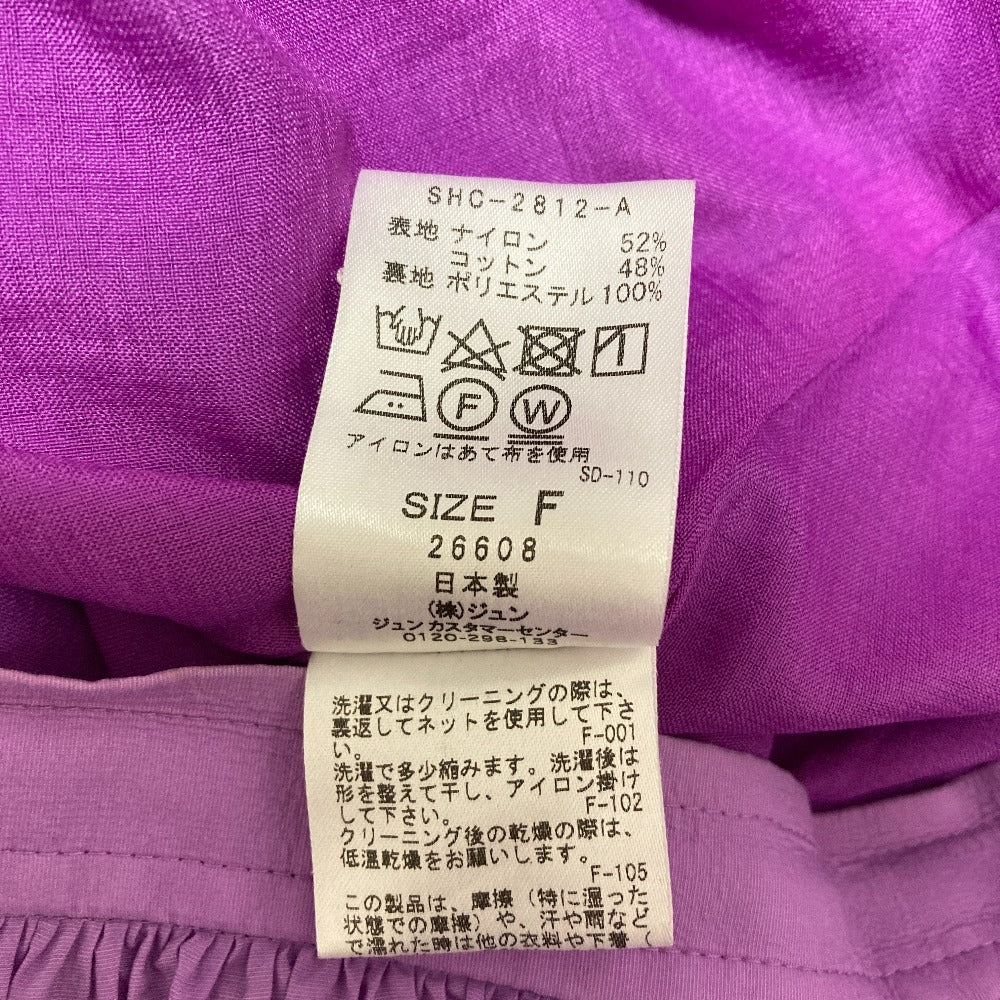 SHC-2812-A
表地 ナイロン 52%
コットン 48%
裏地 ポリエステル 100%
F W
アイロンはあて布を使用
SD-110
SIZE F
26608
日本製
(株)ジュン
ジュン カスタマーセンター
0120-298-133
洗濯又はクリーニングの際は、
裏返してネットを使用して下さ
い。 F-001
洗濯で多少縮みます。洗濯後は
形を整えて干し、アイロン掛け
して下さい。 F-102
クリーニング後の乾燥の際は、
低温乾燥をお願いします。
F-105
この製品は、摩擦（特に湿った
状態での摩擦）や、汗や雨など
で濡れた時は他の衣料や下着（